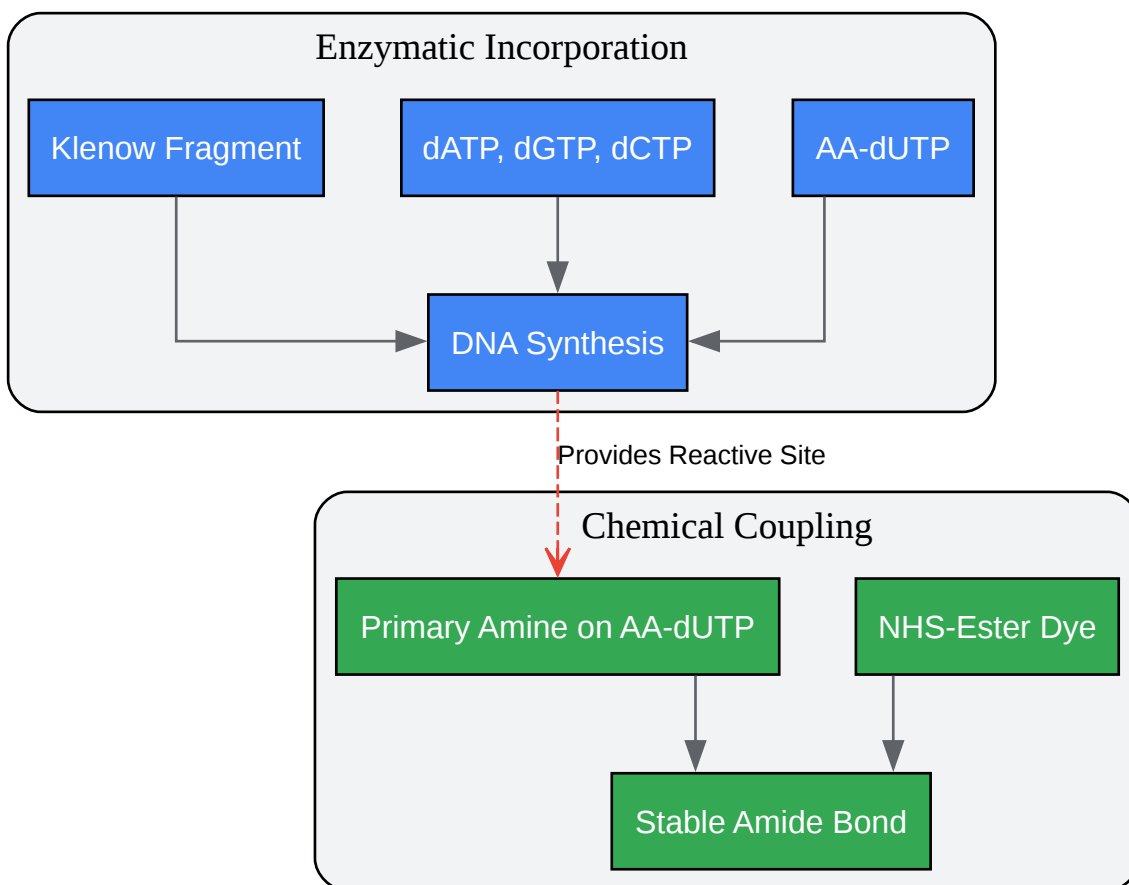 Enzymatic Incorporation
Klenow Fragment
dATP, dGTP, dCTP
AA-dUTP
DNA Synthesis
Provides Reactive Site
Chemical Coupling
Primary Amine on AA-dUTP
NHS-Ester Dye
Stable Amide Bond